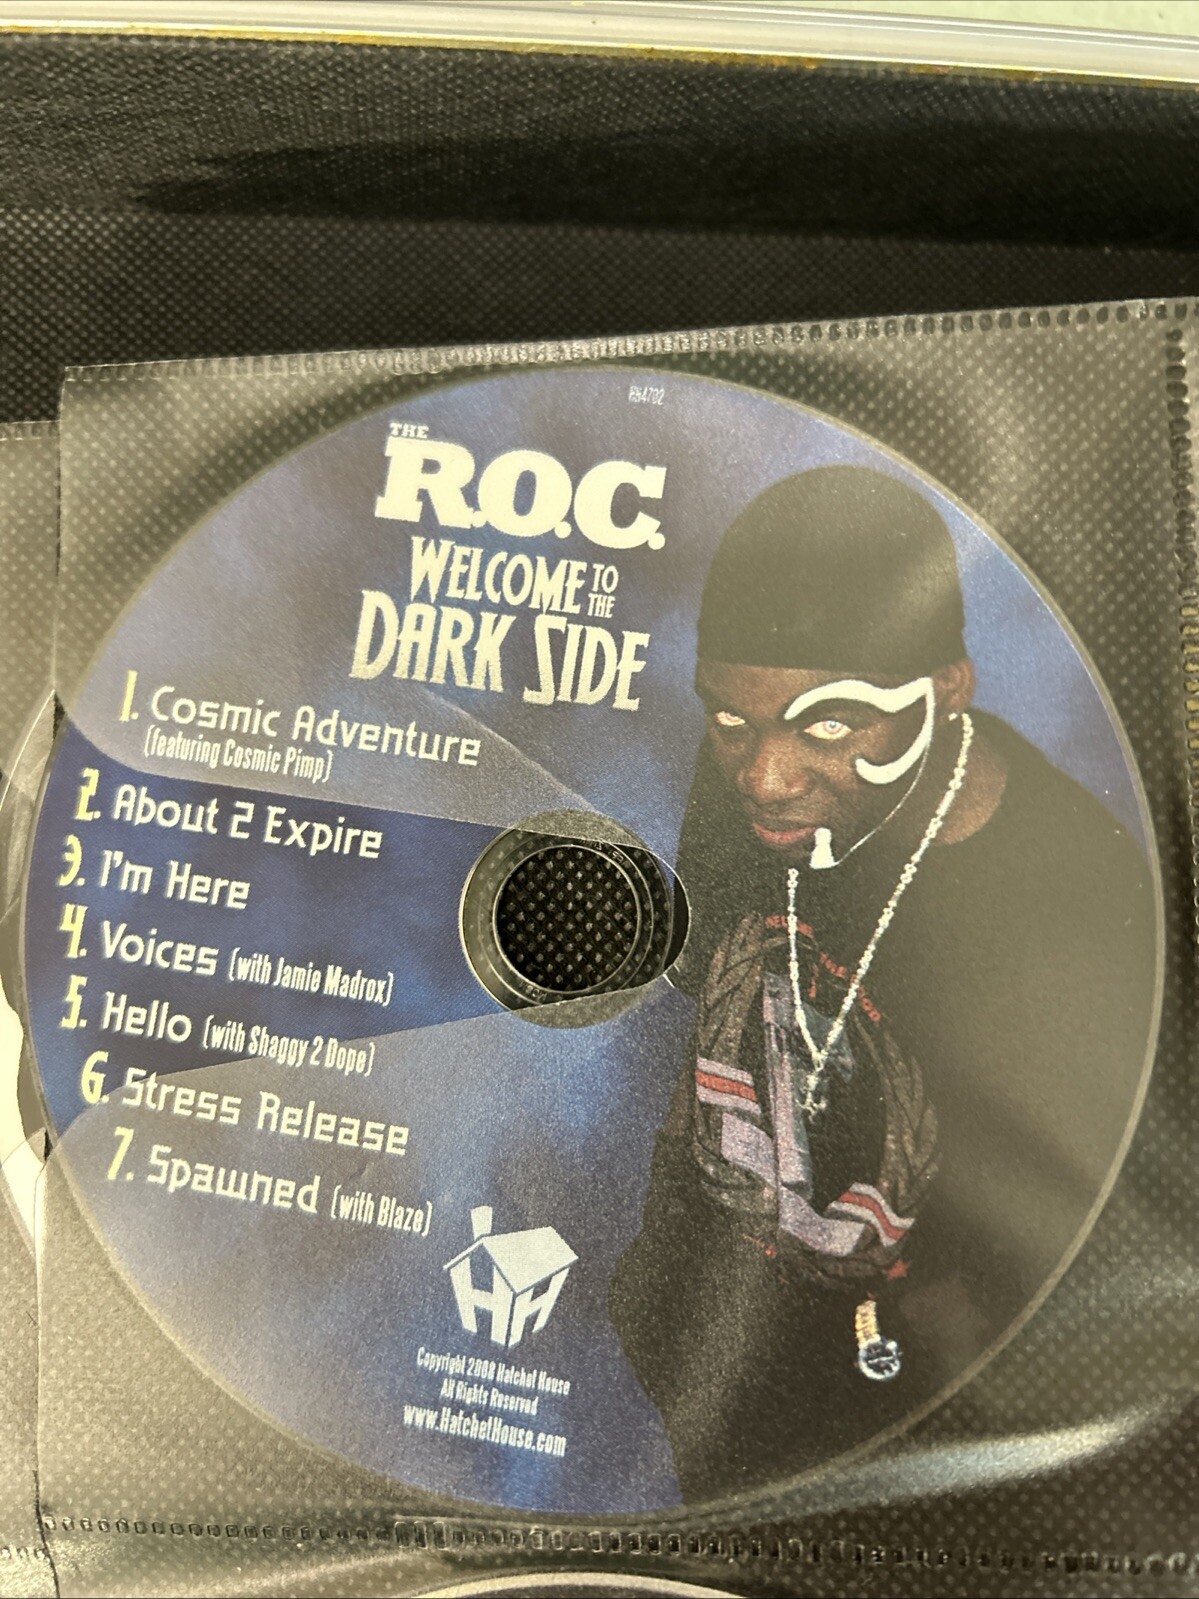 HH4702
THE
R.O.C.
WELCOME TO THE
DARK SIDE
1. Cosmic Adventure
(featuring Cosmic Pimp)
2. About 2 Expire
3. I'm Here
4. Voices (with Jamie Madrox)
5. Hello (with Shaggy 2 Dope)
6. Stress Release
7. Spawned (with Blaze)
HH
Copyright 2008 Hatchet House
All Rights Reserved
www.HatchetHouse.com